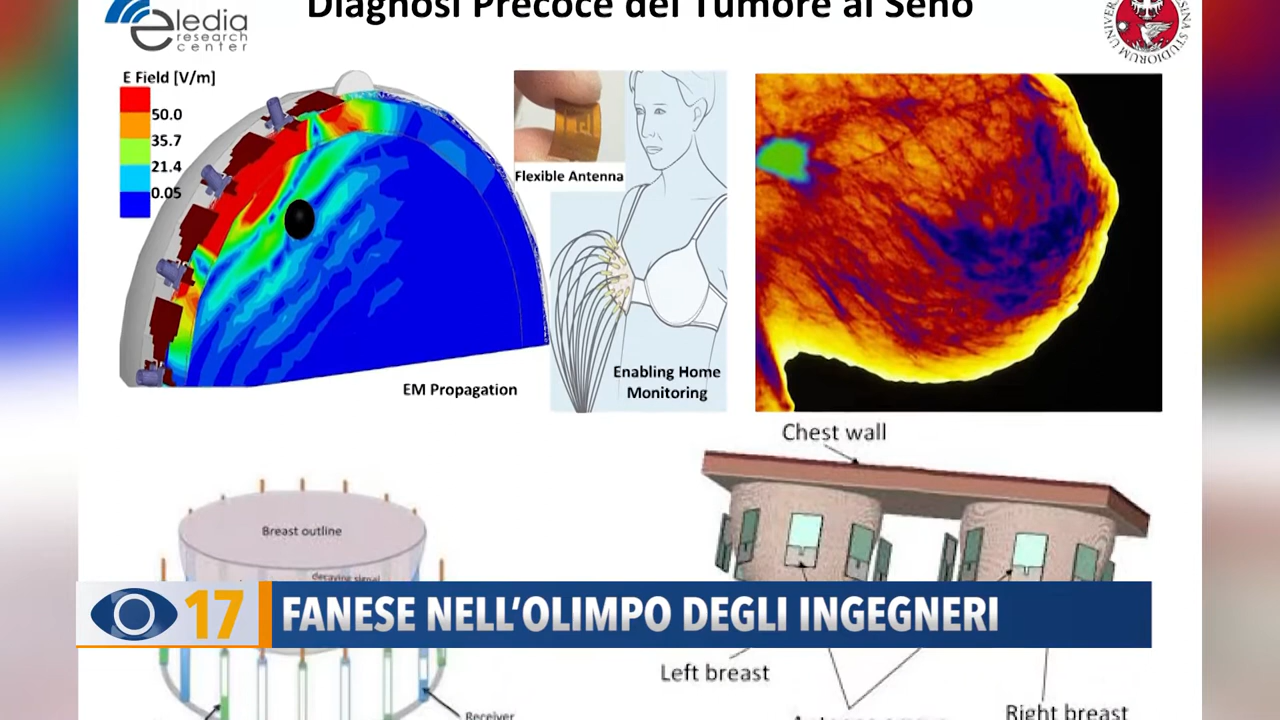 eledia
research
center
Diagnosi Precoce del Tumore al Seno
E Field [V/m]
50.0
35.7
21.4
0.05
EM Propagation
Flexible Antenna
Enabling Home
Monitoring
Chest wall
Breast outline
decaying signal
17
FANESE NELL'OLIMPO DEGLI INGEGNERI
Left breast
Right breast
Receiver